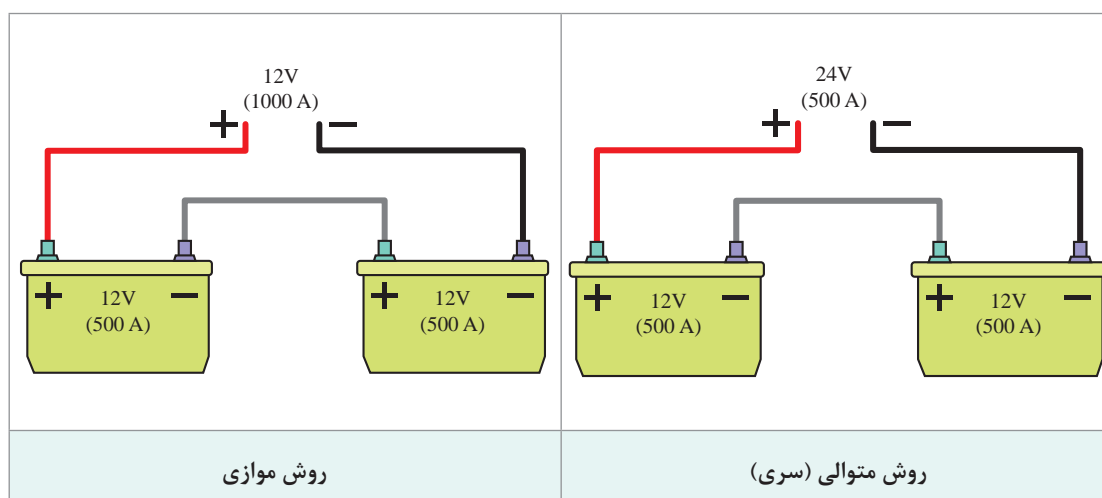 24V
(500 A)
+ −
+ 12V −
(500 A)
+ 12V −
(500 A)
روش متوالی (سری)
12V
(1000 A)
+ −
+ 12V −
(500 A)
+ 12V −
(500 A)
روش موازی